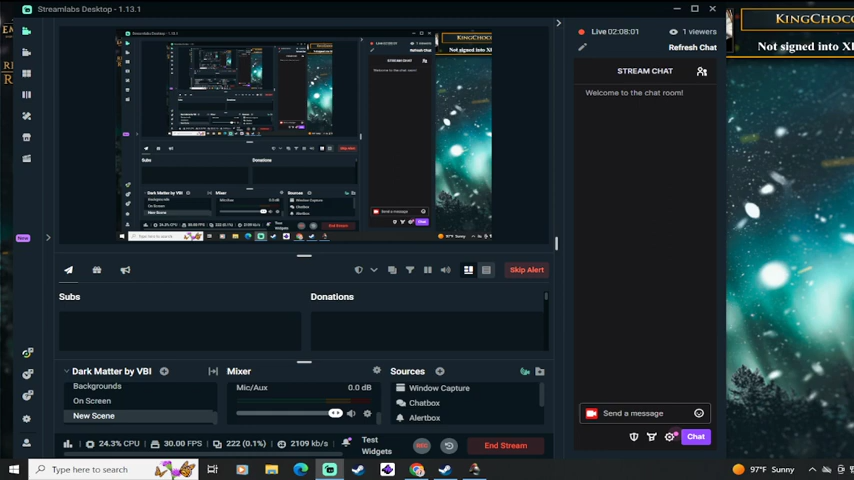 Streamlabs Desktop - 1.13.1
KINGCHOCO
Not signed into X
Live 02:08:01
1 viewers
Refresh Chat
STREAM CHAT
Welcome to the chat room!
Skip Alert
Subs
Donations
Dark Matter by VBI
Mixer
Sources
Backgrounds
On Screen
New Scene
Mic/Aux
0.0 dB
Window Capture
Chatbox
Alertbox
Send a message
Chat
New
24.3% CPU
30.00 FPS
222 (0.1%)
2109 kb/s
Test Widgets
REC
End Stream
Type here to search
97°F Sunny